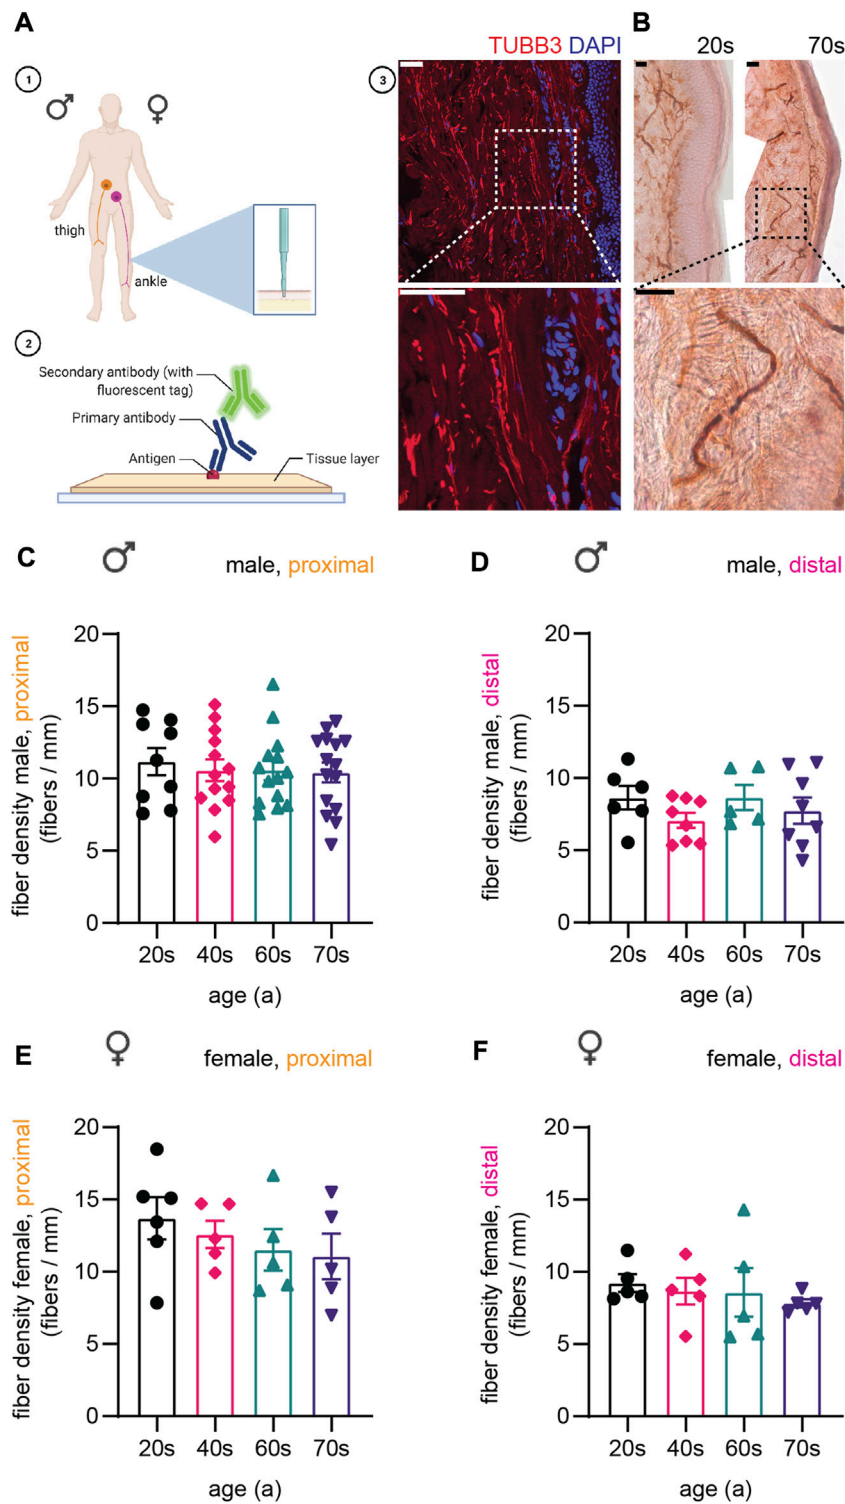 A
B
TUBB3 DAPI
20s
70s
1
3
thigh
ankle
2
Secondary antibody (with
fluorescent tag)
Primary antibody
Antigen
Tissue layer
C
male, proximal
fiber density male, proximal
(fibers / mm)
20
15
10
5
0
20s
40s
60s
70s
age (a)
D
male, distal
fiber density male, distal
(fibers / mm)
20
15
10
5
0
20s
40s
60s
70s
age (a)
E
female, proximal
fiber density female, proximal
(fibers / mm)
20
15
10
5
0
20s
40s
60s
70s
age (a)
F
female, distal
fiber density female, distal
(fibers / mm)
20
15
10
5
0
20s
40s
60s
70s
age (a)